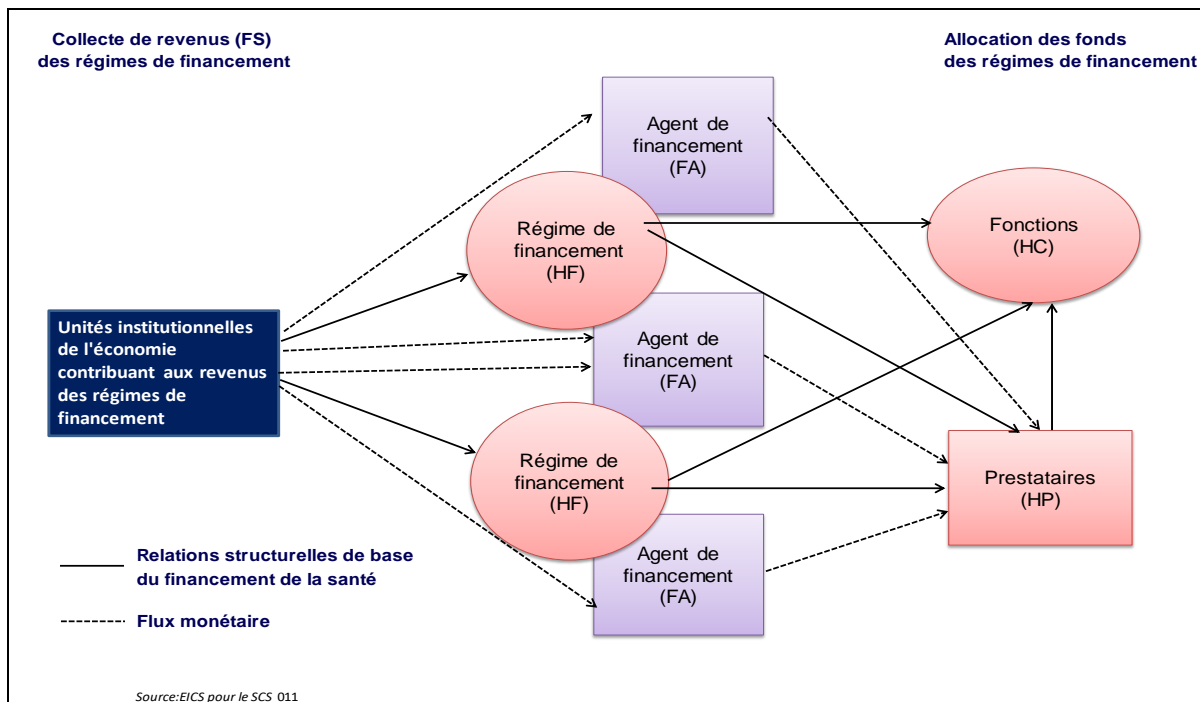 Collecte de revenus (FS)
des régimes de financement
Allocation des fonds
des régimes de financement
Agent de
financement
(FA)
Régime de
financement
(HF)
Fonctions
(HC)
Unités institutionnelles
de l'économie
contribuant aux revenus
des régimes de
financement
Agent de
financement
(FA)
Régime de
financement
(HF)
Prestataires
(HP)
Agent de
financement
(FA)
Relations structurelles de base
du financement de la santé
Flux monétaire
Source:EICS pour le SCS 011